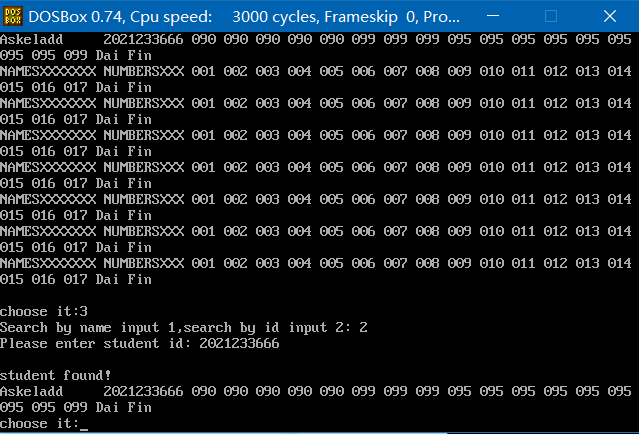 DOS BOX DOSBox 0.74, Cpu speed: 3000 cycles, Frameskip 0, Pro...
Askeladd 2021233666 090 090 090 090 090 099 099 099 095 095 095 095 095 095
095 095 099 Dai Fin
NAMESXXXXXXX NUMBERSXXX 001 002 003 004 005 006 007 008 009 010 011 012 013 014
015 016 017 Dai Fin
NAMESXXXXXXX NUMBERSXXX 001 002 003 004 005 006 007 008 009 010 011 012 013 014
015 016 017 Dai Fin
NAMESXXXXXXX NUMBERSXXX 001 002 003 004 005 006 007 008 009 010 011 012 013 014
015 016 017 Dai Fin
NAMESXXXXXXX NUMBERSXXX 001 002 003 004 005 006 007 008 009 010 011 012 013 014
015 016 017 Dai Fin
NAMESXXXXXXX NUMBERSXXX 001 002 003 004 005 006 007 008 009 010 011 012 013 014
015 016 017 Dai Fin
NAMESXXXXXXX NUMBERSXXX 001 002 003 004 005 006 007 008 009 010 011 012 013 014
015 016 017 Dai Fin
NAMESXXXXXXX NUMBERSXXX 001 002 003 004 005 006 007 008 009 010 011 012 013 014
015 016 017 Dai Fin
choose it:3
Search by name input 1,search by id input 2: 2
Please enter student id: 2021233666
student found!
Askeladd 2021233666 090 090 090 090 090 099 099 099 095 095 095 095 095 095
095 095 099 Dai Fin
choose it:_